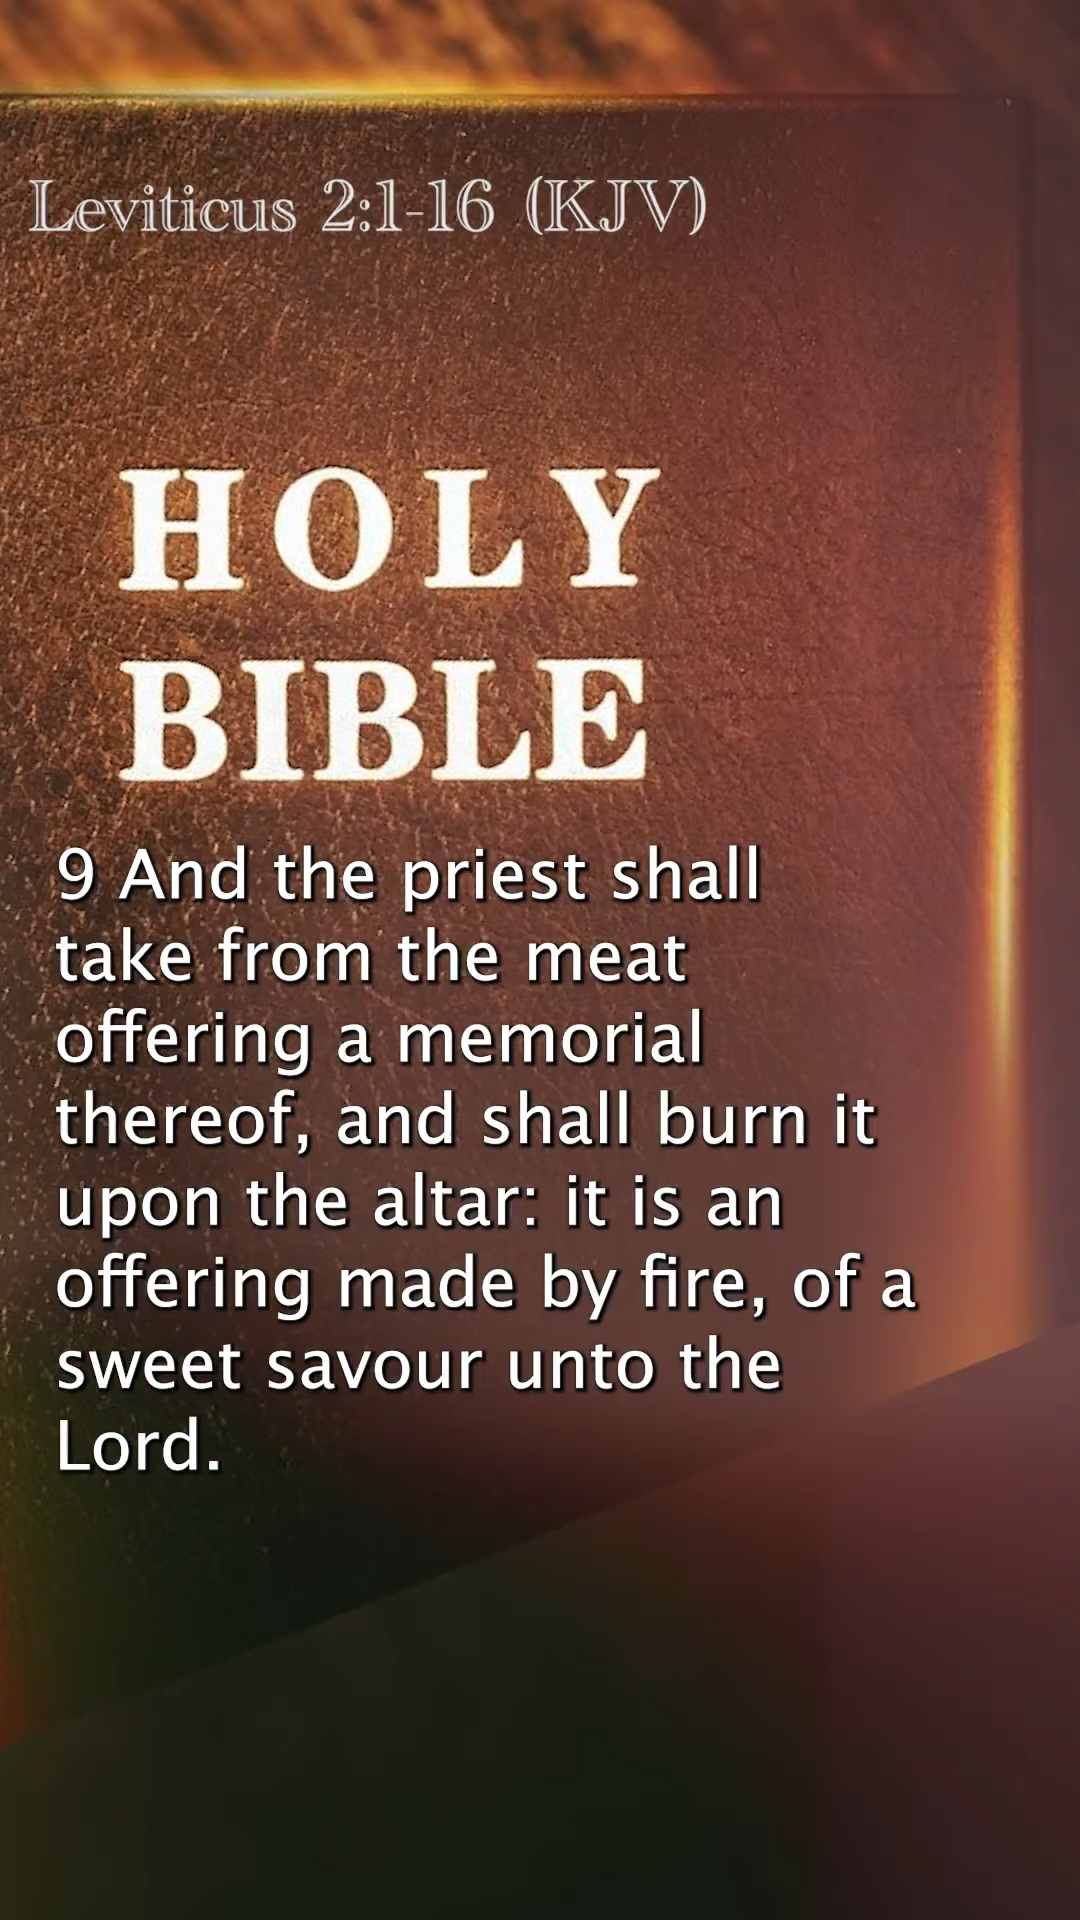 Leviticus 2:1-16 (KJV)
HOLY
BIBLE
9 And the priest shall
take from the meat
offering a memorial
thereof, and shall burn it
upon the altar: it is an
offering made by fire, of a
sweet savour unto the
Lord.